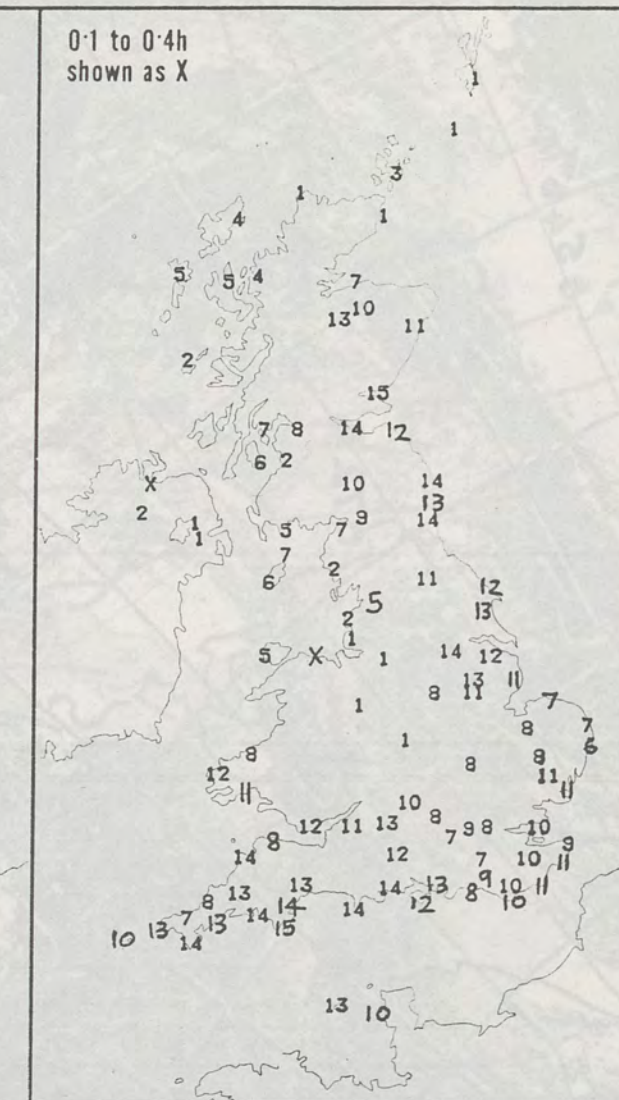 0·1 to 0·4h
shown as X
1
1
3
1
4 1
5 5 4 7
13 10
11
2
15
7 8 14 12
6 2
X 10 14
13
2 1 9 14
1 5 7
7
6 2 11 12
5 13
2
1
5 X 1 14 12
13 11
8 11
1 7
8 7
1 6
8 8 8
12 11
11 11
10
8
12 11 13 9 8 10
7
8 9
14 12 7 10 11
9
13 13 14 13 8 10 11
8 14 14 14 12 10
7 13 15
10 13 14
13 10